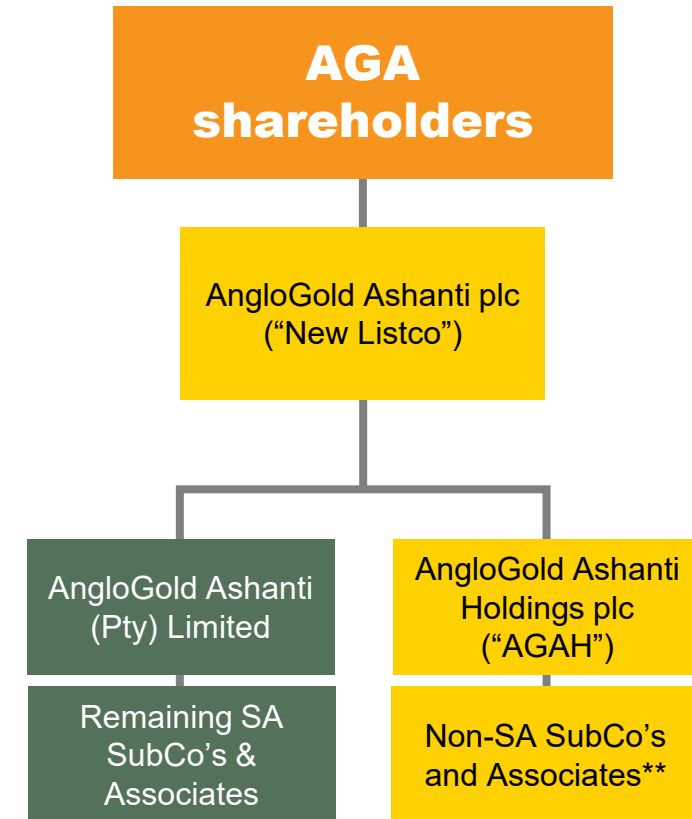 AGA
shareholders
AngloGold Ashanti plc
(“New Listco”)
AngloGold Ashanti
(Pty) Limited
AngloGold Ashanti
Holdings plc
(“AGAH”)
Remaining SA
SubCo’s &
Associates
Non-SA SubCo’s
and Associates**